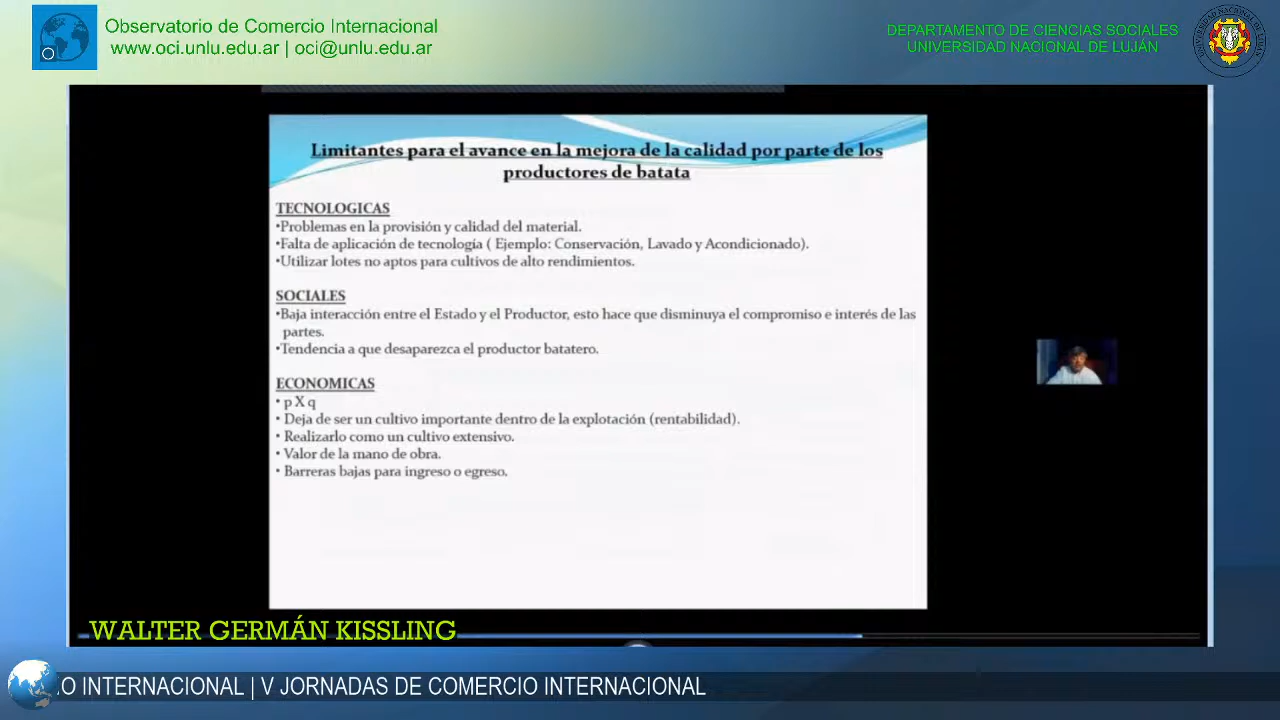 Observatorio de Comercio Internacional
www.oci.unlu.edu.ar | oci@unlu.edu.ar
DEPARTAMENTO DE CIENCIAS SOCIALES
UNIVERSIDAD NACIONAL DE LUJÁN
Limitantes para el avance en la mejora de la calidad por parte de los
productores de batata
TECNOLOGICAS
•Problemas en la provisión y calidad del material.
•Falta de aplicación de tecnología ( Ejemplo: Conservación, Lavado y Acondicionado).
•Utilizar lotes no aptos para cultivos de alto rendimientos.
SOCIALES
•Baja interacción entre el Estado y el Productor, esto hace que disminuya el compromiso e interés de las
partes.
•Tendencia a que desaparezca el productor batatero.
ECONOMICAS
• p X q
• Deja de ser un cultivo importante dentro de la explotación (rentabilidad).
• Realizarlo como un cultivo extensivo.
• Valor de la mano de obra.
• Barreras bajas para ingreso o egreso.
WALTER GERMÁN KISSLING
IO INTERNACIONAL | V JORNADAS DE COMERCIO INTERNACIONAL